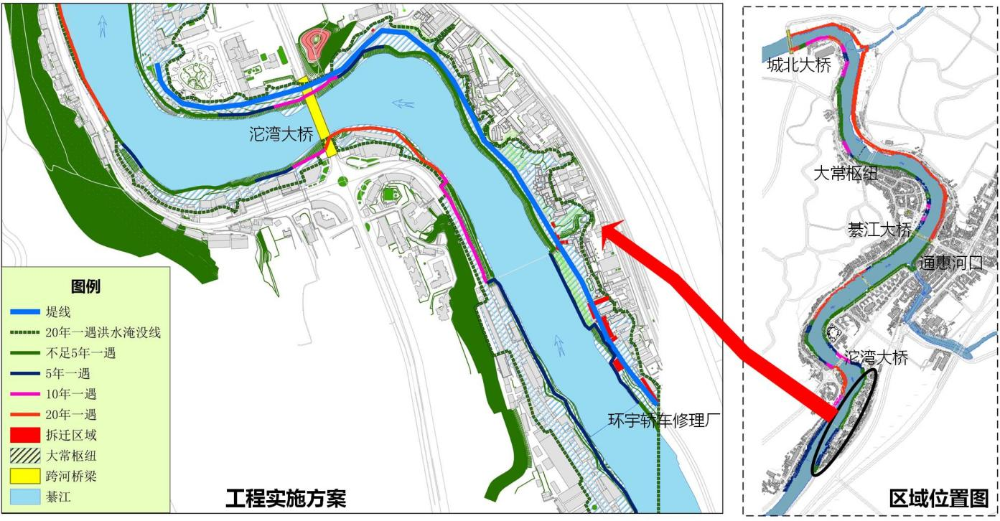 沱湾大桥
环宇轿车修理厂
图例
堤线
20年一遇洪水淹没线
不足5年一遇
5年一遇
10年一遇
20年一遇
拆迁区域
大常枢纽
跨河桥梁
綦江
工程实施方案
城北大桥
大常枢纽
綦江大桥
通惠河口
沱湾大桥
区域位置图